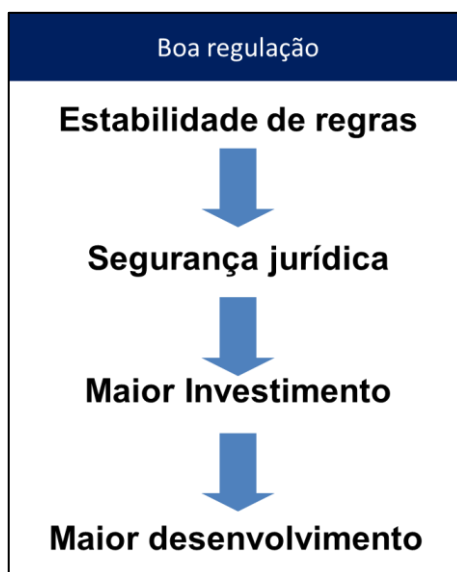 Boa regulação
Estabilidade de regras
Segurança jurídica
Maior Investimento
Maior desenvolvimento